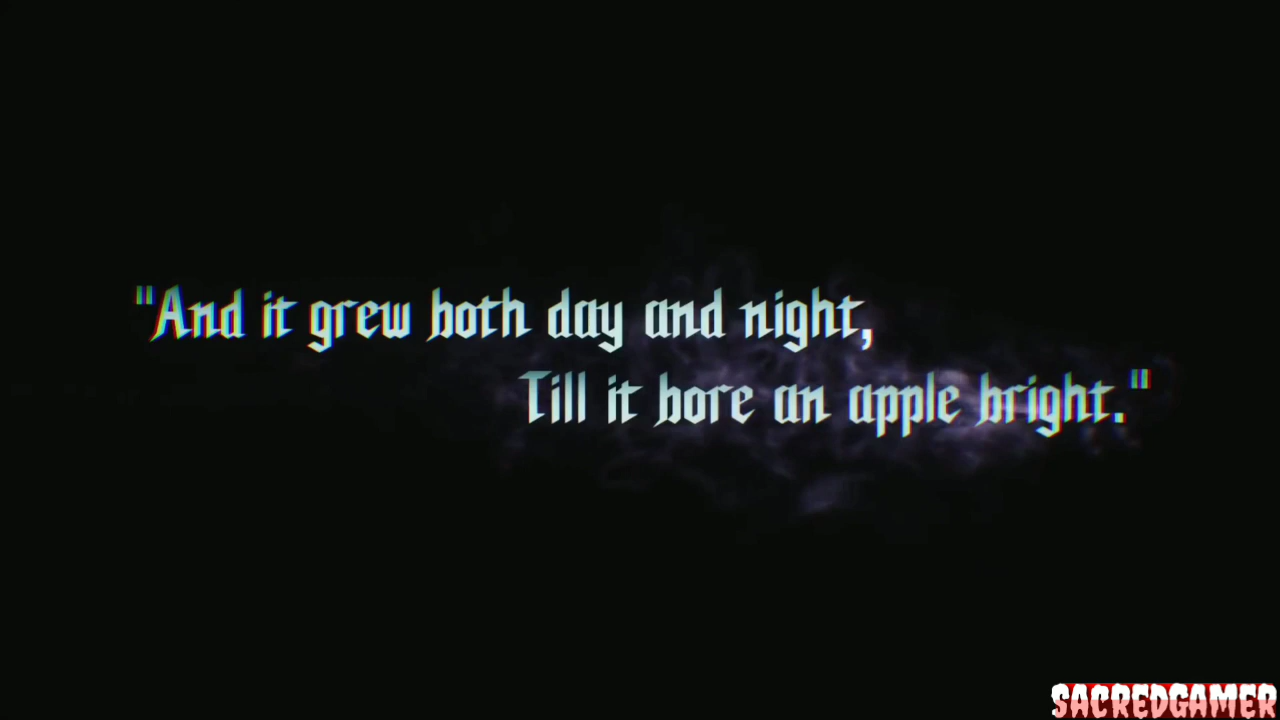 "And it grew both day and night,
Till it bore an apple bright."
SACREDGAMER